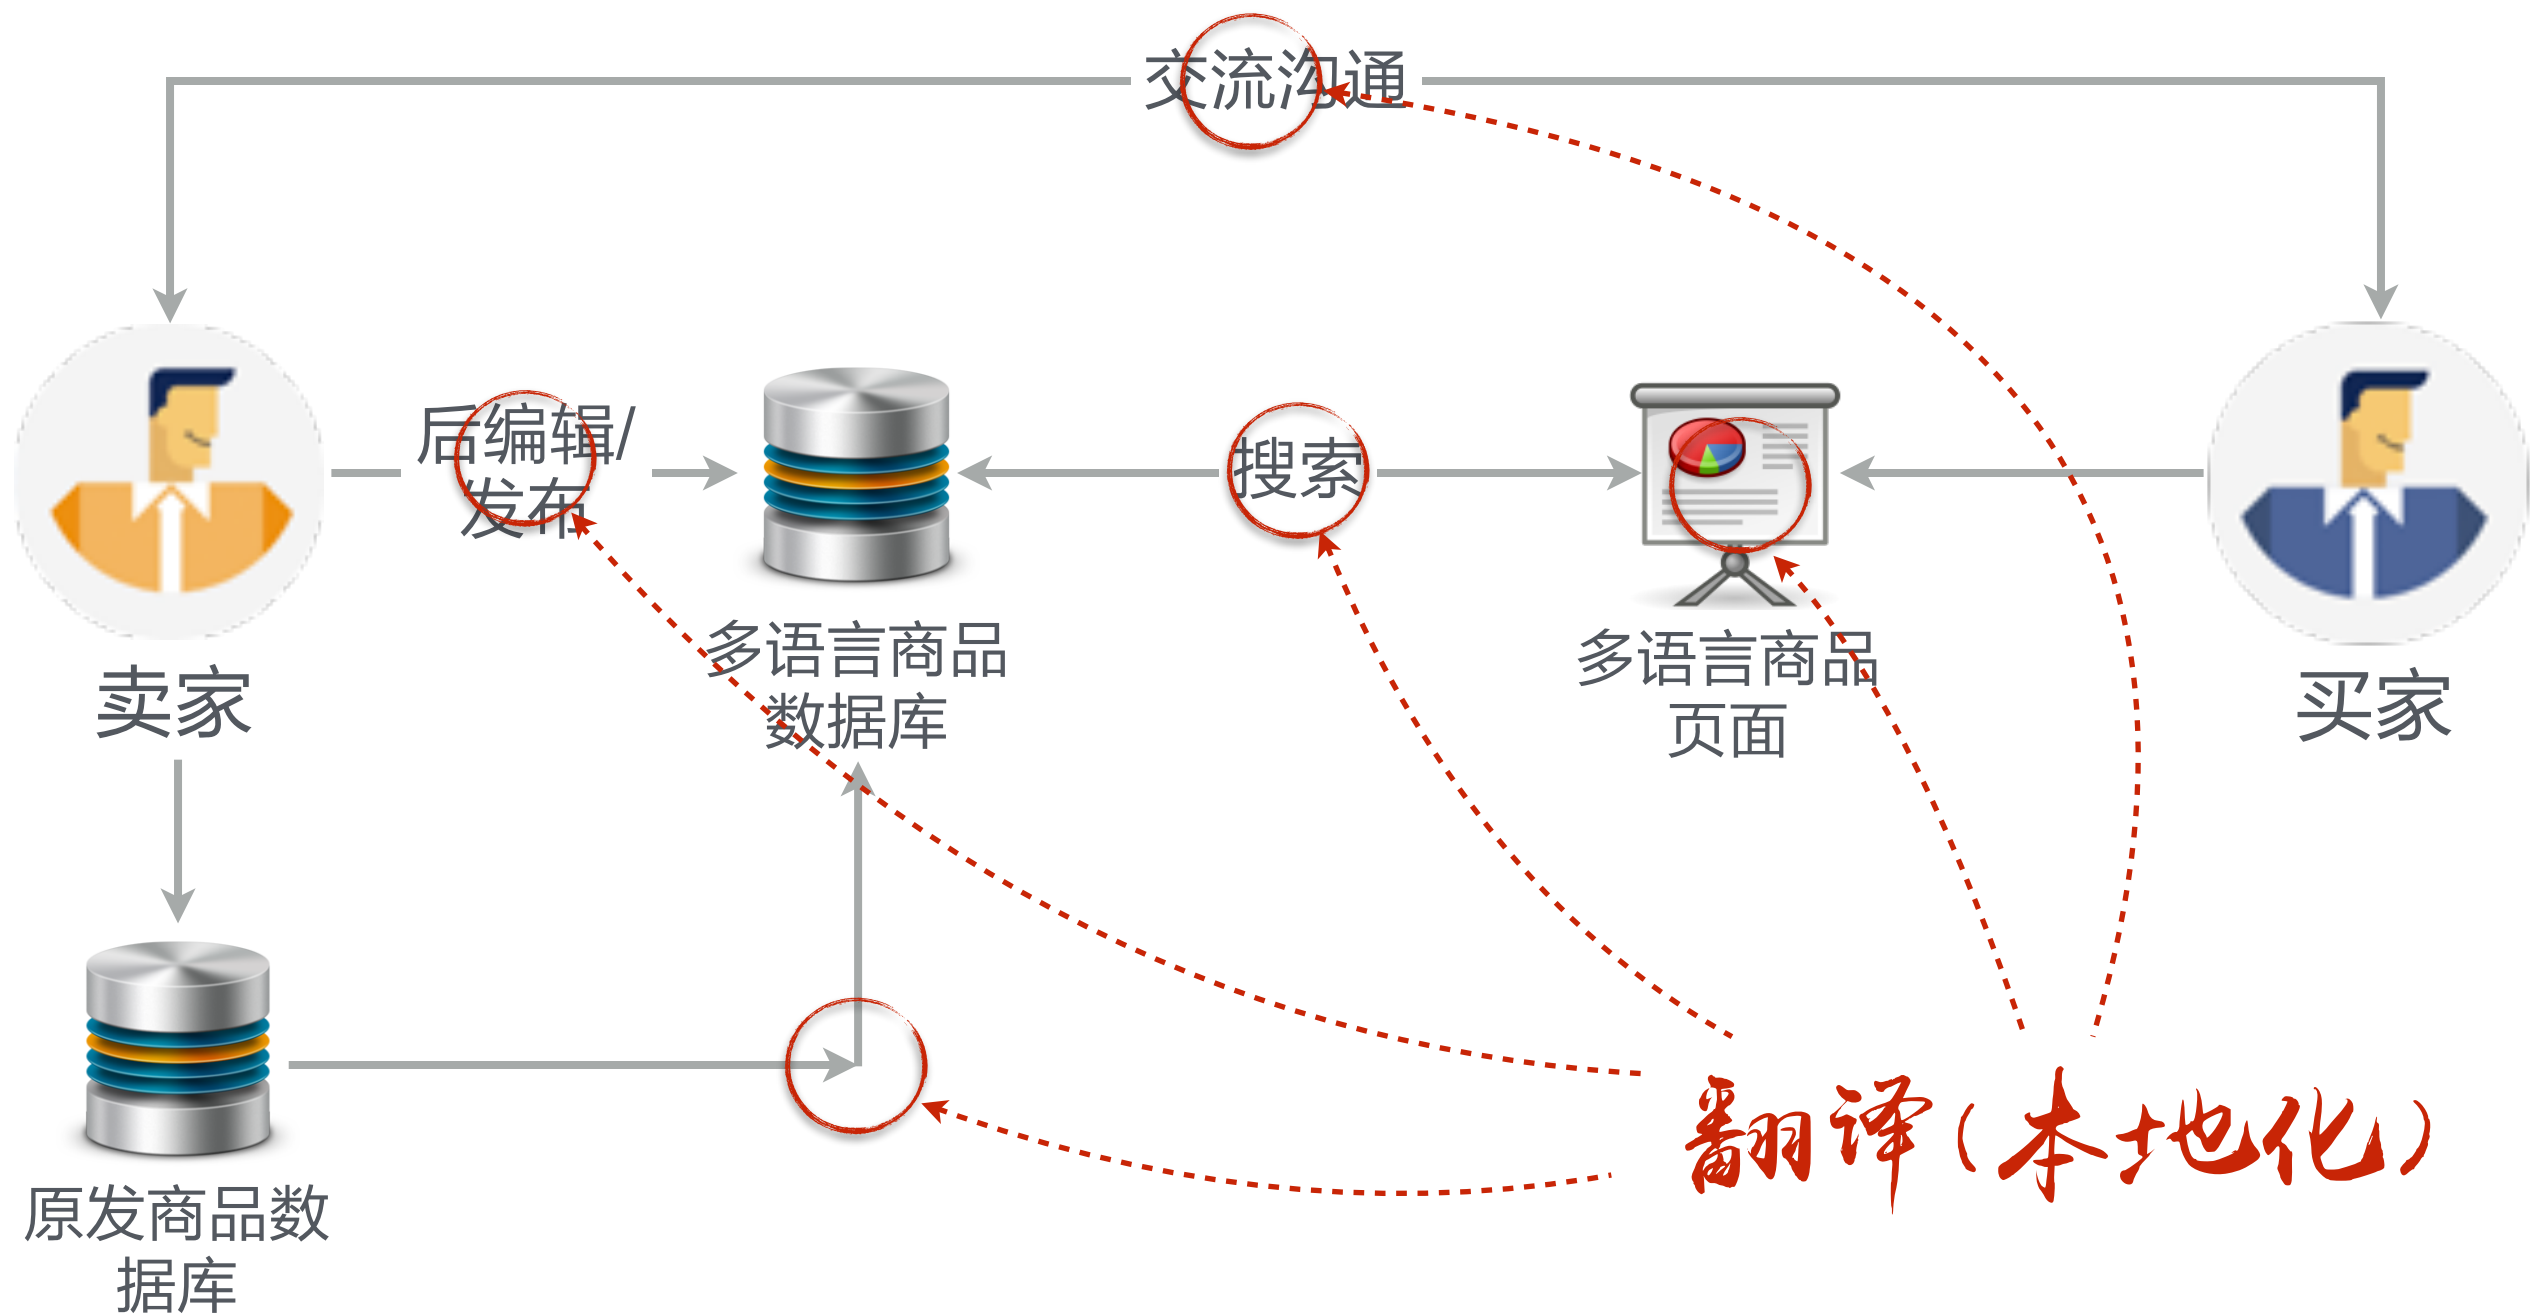 交流沟通
后编辑/
发布
搜索
多语言商品
数据库
多语言商品
页面
卖家
买家
翻译(本地化)
原发商品数
据库